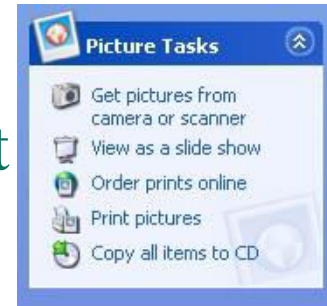 Picture Tasks
Get pictures from
camera or scanner
t
View as a slide show
Order prints online
Print pictures
Copy all items to CD